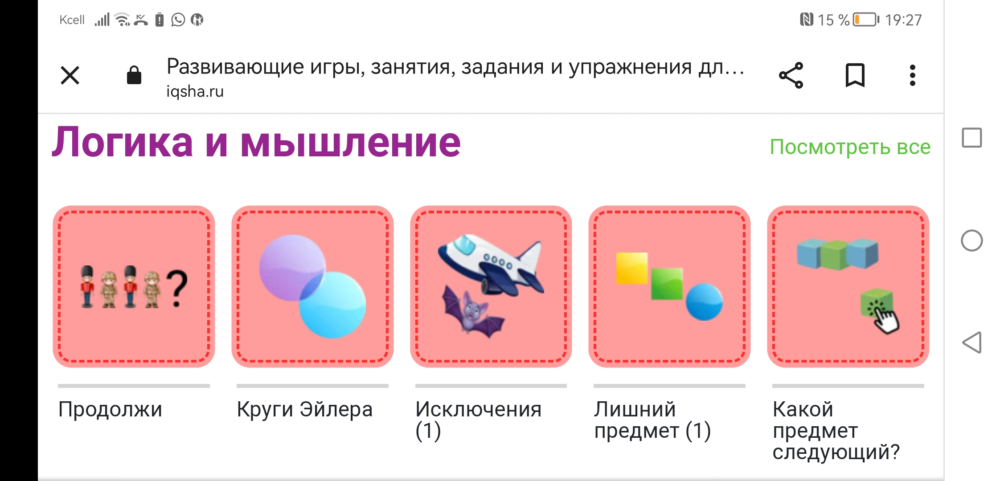 Kcell 15 % 19:27
Развивающие игры, занятия, задания и упражнения дл...
iqsha.ru
Логика и мышление
Посмотреть все
?
Продолжи
Круги Эйлера
Исключения
(1)
Лишний
предмет (1)
Какой
предмет
следующий?